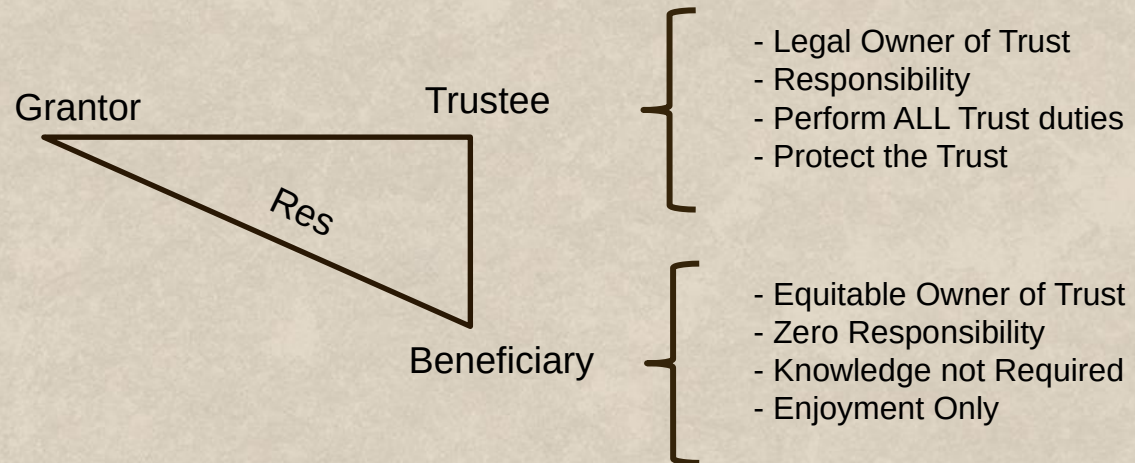 Grantor
Trustee
- Legal Owner of Trust
- Responsibility
- Perform ALL Trust duties
- Protect the Trust
Res
Beneficiary
- Equitable Owner of Trust
- Zero Responsibility
- Knowledge not Required
- Enjoyment Only